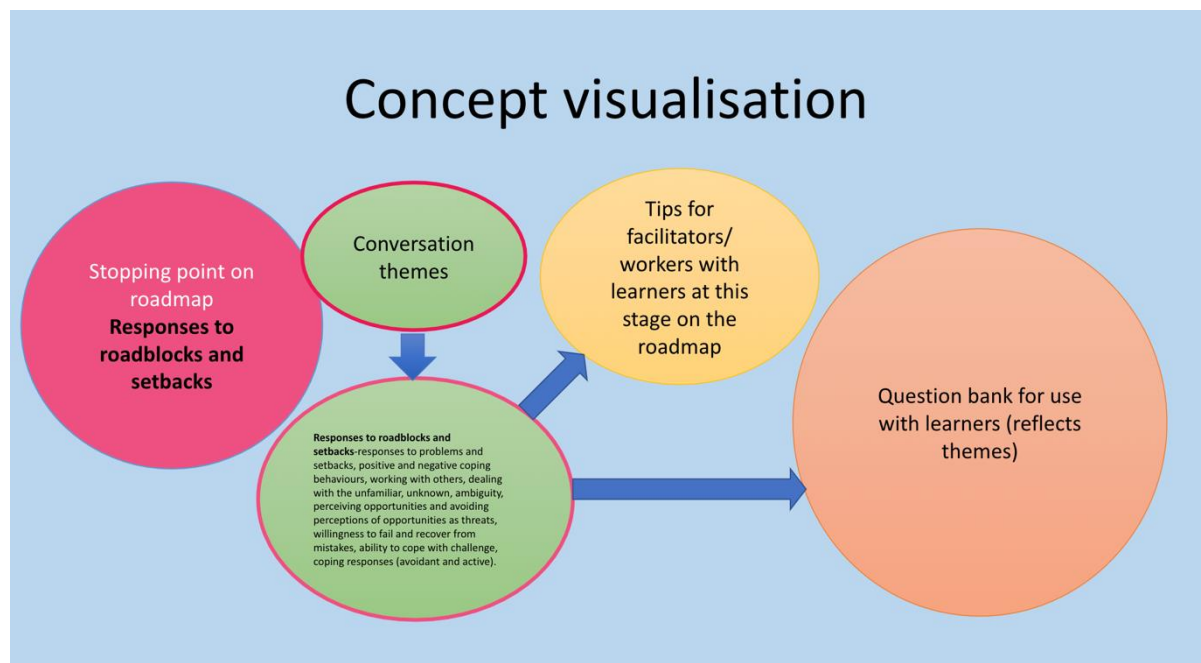 Concept visualisation
Stopping point on
roadmap
Responses to
roadblocks and
setbacks
Conversation
themes
Responses to roadblocks and
setbacks-responses to problems and
setbacks, positive and negative coping
behaviours, working with others, dealing
with the unfamiliar, unknown, ambiguity,
perceiving opportunities and avoiding
perceptions of opportunities as threats,
willingness to fail and recover from
mistakes, ability to cope with challenge,
coping responses (avoidant and active).
Tips for
facilitators/
workers with
learners at this
stage on the
roadmap
Question bank for use
with learners (reflects
themes)